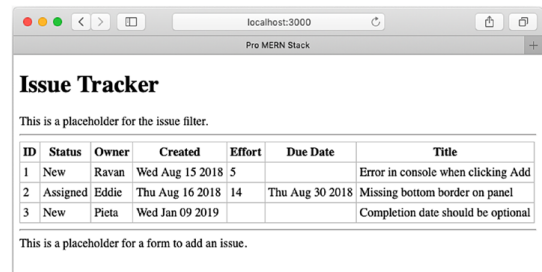 localhost:3000
Pro MERN Stack
Issue Tracker
This is a placeholder for the issue filter.
ID Status Owner Created Effort Due Date Title
1 New Ravan Wed Aug 15 2018 5 Error in console when clicking Add
2 Assigned Eddie Thu Aug 16 2018 14 Thu Aug 30 2018 Missing bottom border on panel
3 New Pieta Wed Jan 09 2019 Completion date should be optional
This is a placeholder for a form to add an issue.